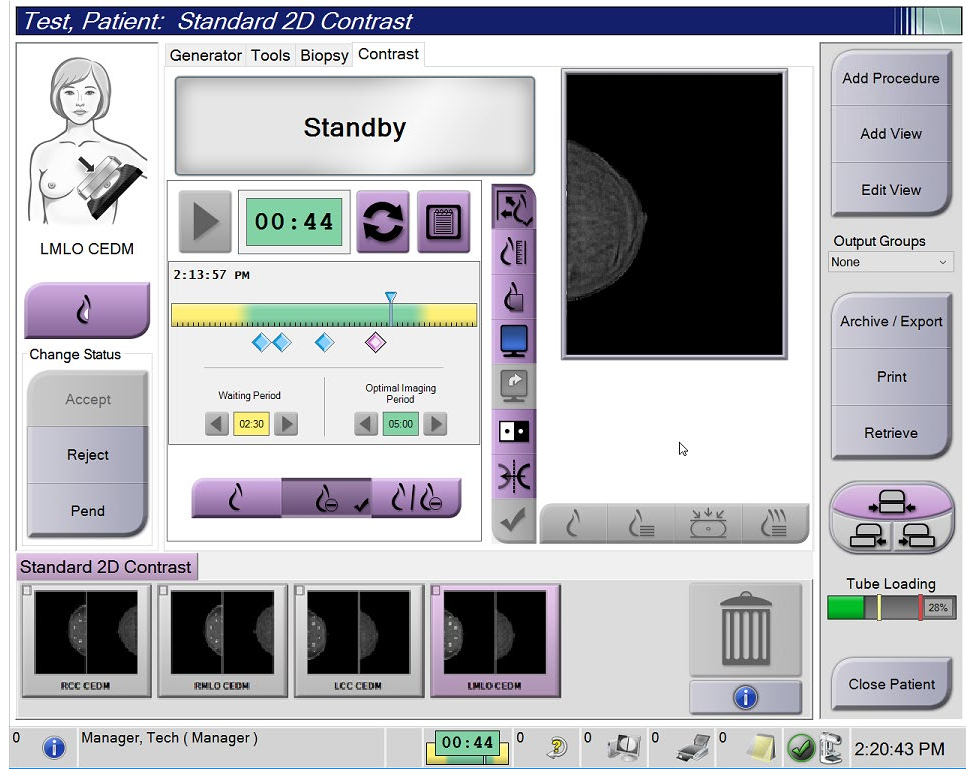 Test, Patient:  Standard 2D Contrast
LMLO CEDM
Change Status
Accept
Reject
Pend
Generator Tools Biopsy Contrast
Standby
00:44
2:13:57 PM
Waiting Period
Optimal Imaging
Period
02:30
05:00
Add Procedure
Add View
Edit View
Output Groups
None
Archive / Export
Print
Retrieve
Tube Loading
28%
Close Patient
Standard 2D Contrast
RCC CEDM
RMLO CEDM
LCC CEDM
LMLO CEDM
0
Manager, Tech ( Manager )
00:44
0
0
0
0
2:20:43 PM